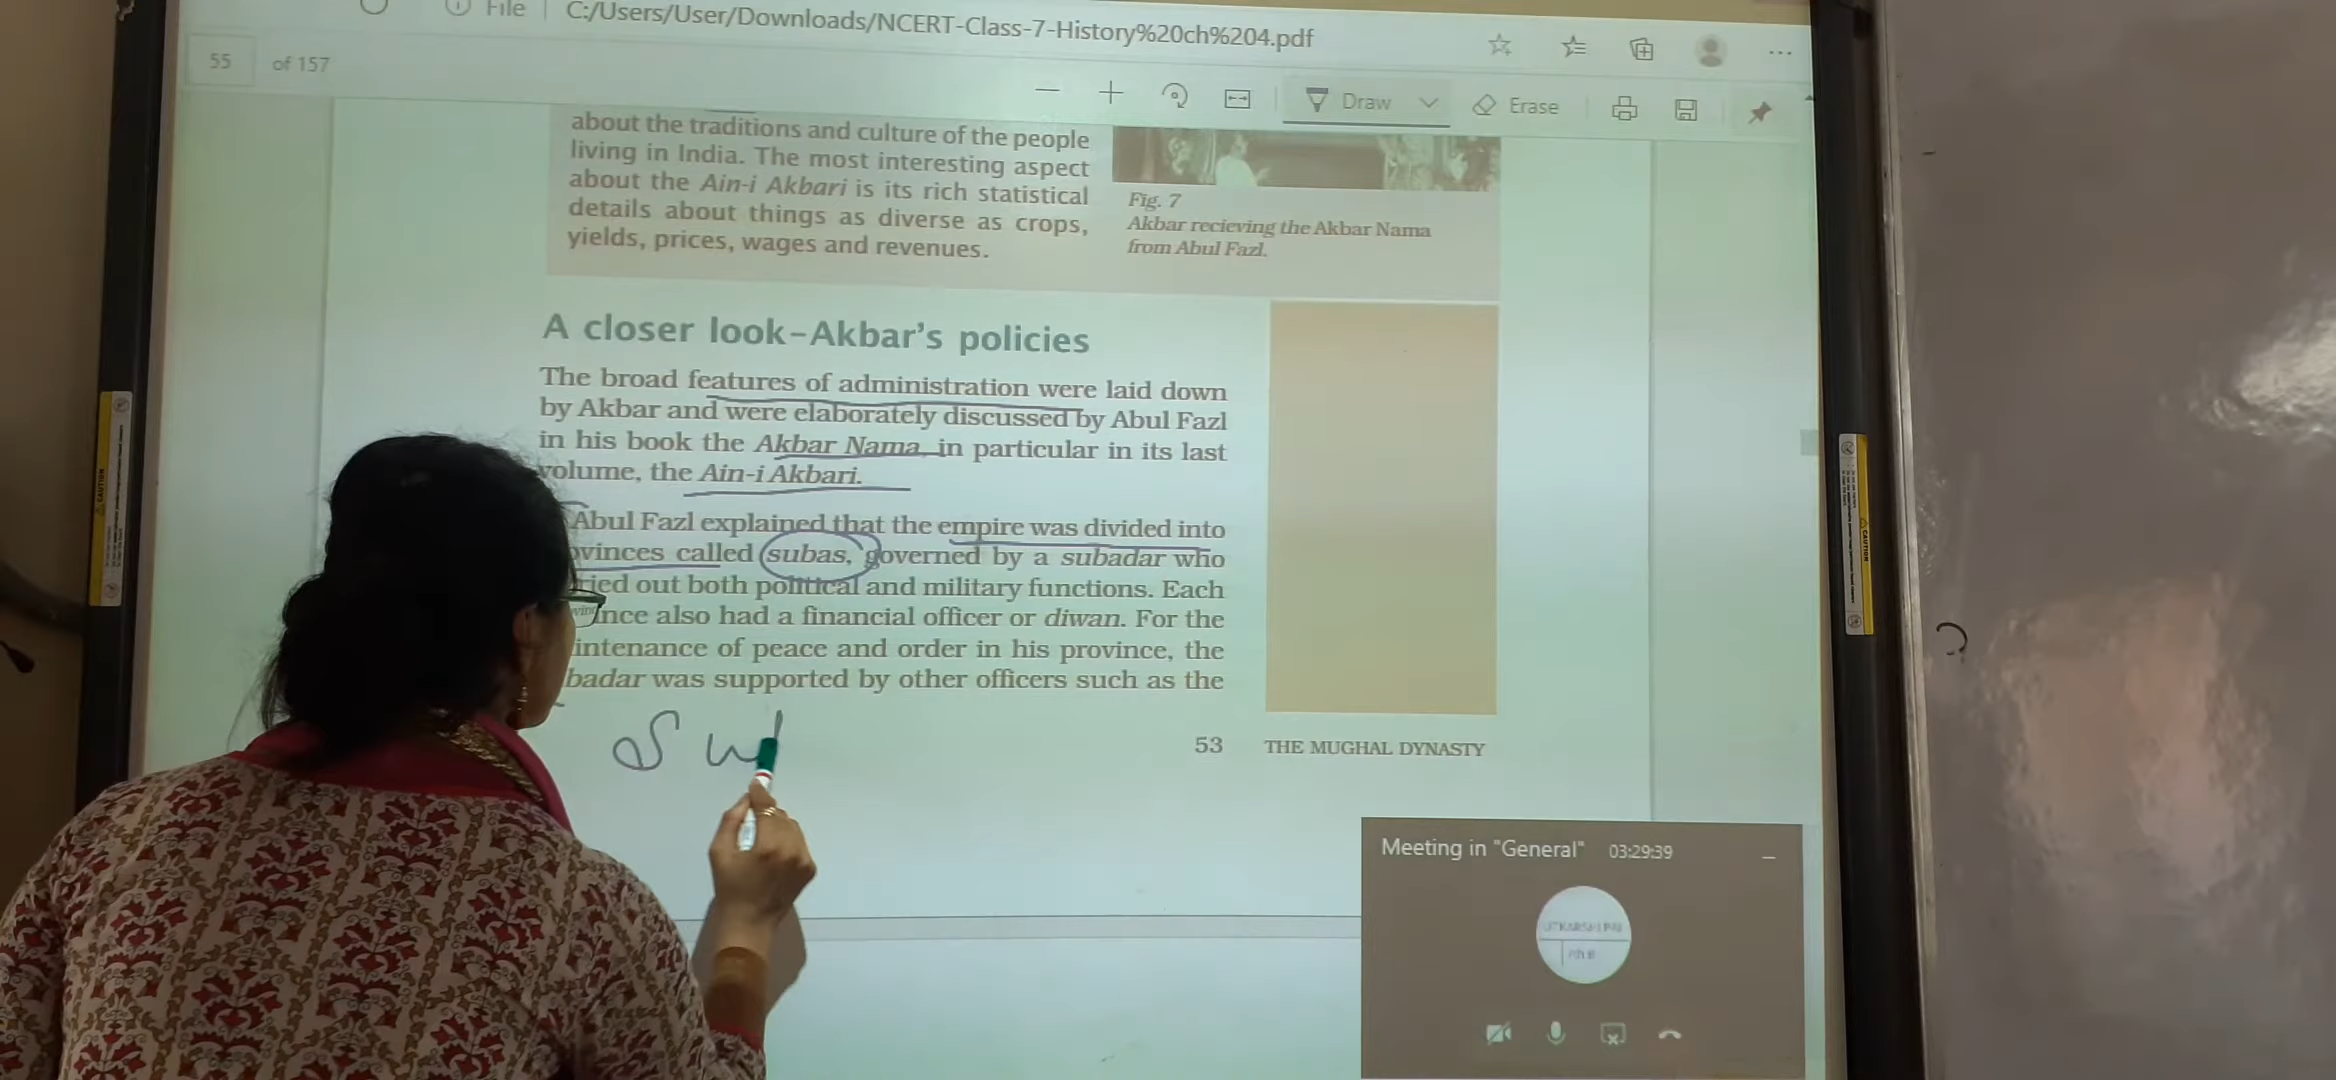 File C:/Users/User/Downloads/NCERT-Class-7-History%20ch%204.pdf
55 of 157
Draw Erase
about the traditions and culture of the people
living in India. The most interesting aspect
about the Ain-i Akbari is its rich statistical
details about things as diverse as crops,
yields, prices, wages and revenues.
Fig. 7
Akbar recieving the Akbar Nama
from Abul Fazl.
A closer look–Akbar's policies
The broad features of administration were laid down
by Akbar and were elaborately discussed by Abul Fazl
in his book the Akbar Nama, in particular in its last
volume, the Ain-i Akbari.
Abul Fazl explained that the empire was divided into
ovinces called subas, governed by a subadar who
ried out both political and military functions. Each
ince also had a financial officer or diwan. For the
intenance of peace and order in his province, the
badar was supported by other officers such as the
Su
53 THE MUGHAL DYNASTY
Meeting in "General" 03:29:39
CAUTION
CAUTION